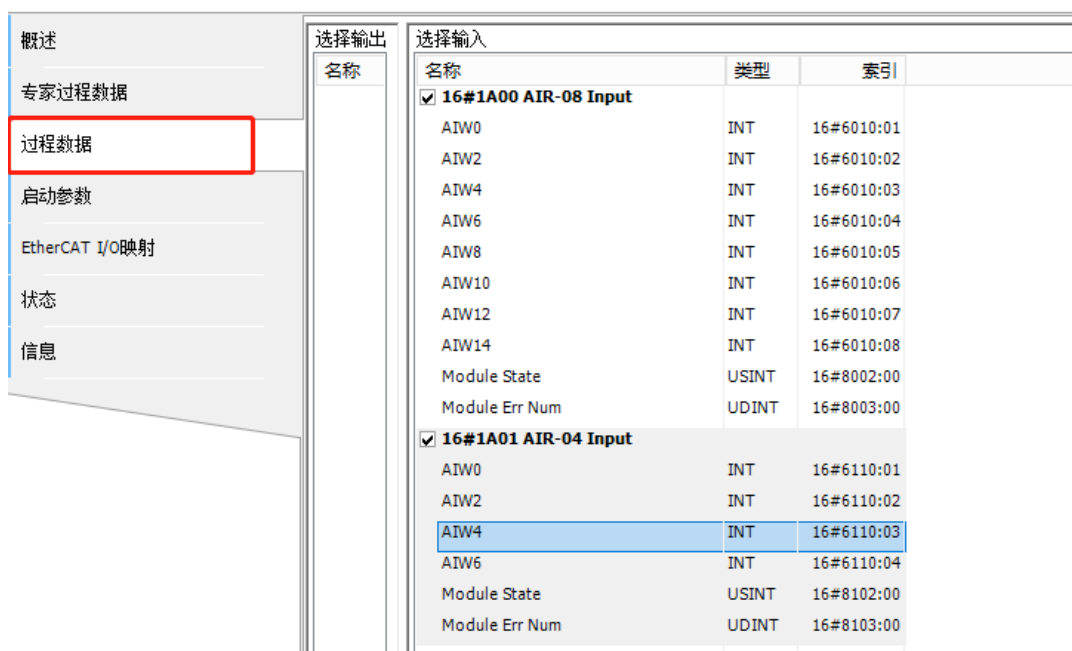 概述
专家过程数据
过程数据
启动参数
EtherCAT I/O映射
状态
信息
选择输出
名称
选择输入
名称 类型 索引
16#1A00 AIR-08 Input
AIW0 INT 16#6010:01
AIW2 INT 16#6010:02
AIW4 INT 16#6010:03
AIW6 INT 16#6010:04
AIW8 INT 16#6010:05
AIW10 INT 16#6010:06
AIW12 INT 16#6010:07
AIW14 INT 16#6010:08
Module State USINT 16#8002:00
Module Err Num UDINT 16#8003:00
16#1A01 AIR-04 Input
AIW0 INT 16#6110:01
AIW2 INT 16#6110:02
AIW4 INT 16#6110:03
AIW6 INT 16#6110:04
Module State USINT 16#8102:00
Module Err Num UDINT 16#8103:00